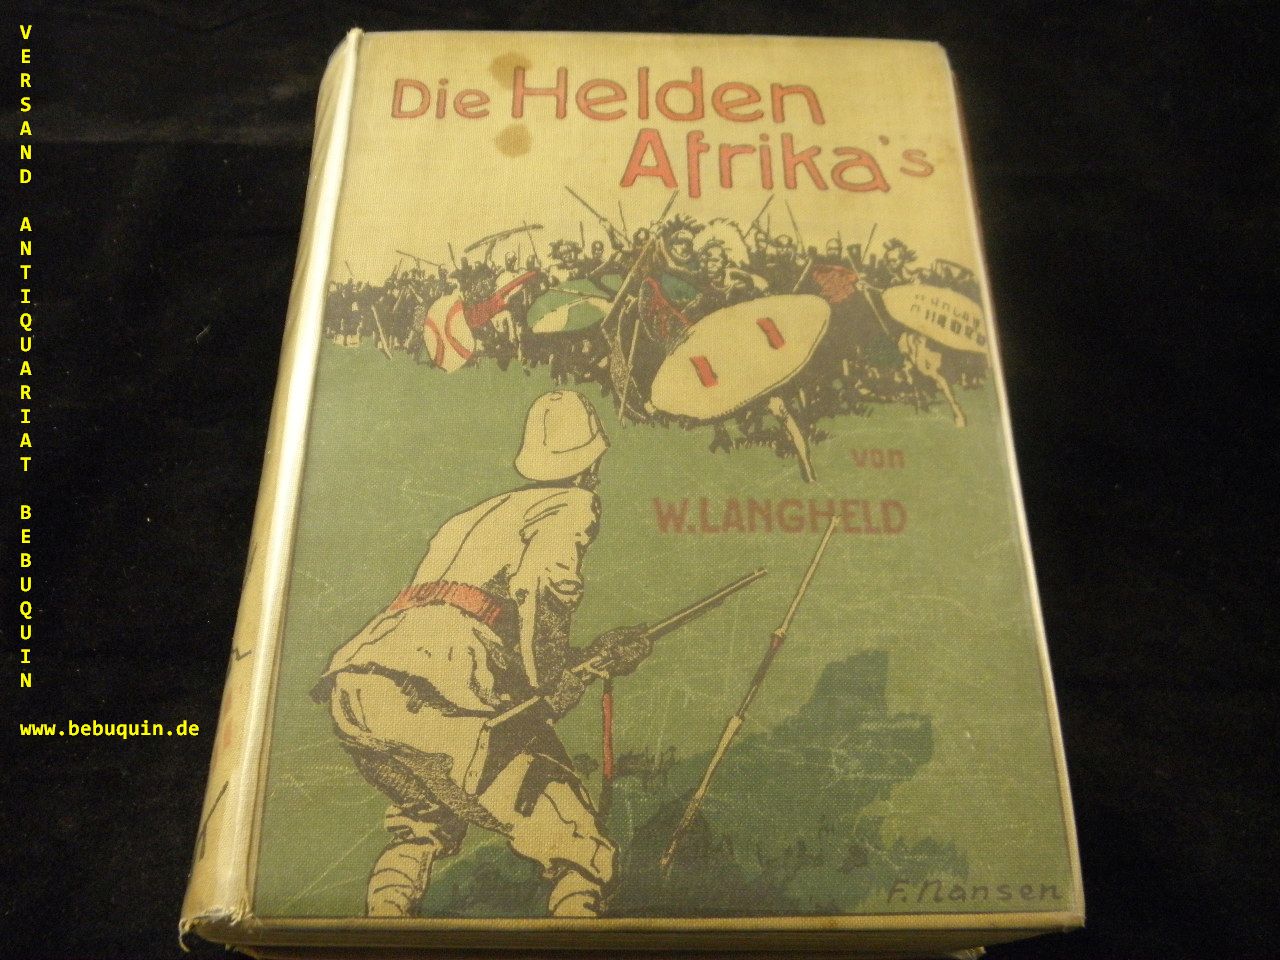 VERSAND ANTIQUARIAT BEBUQUIN
www.bebuquin.de
Die Helden
Afrika's
von
W. LANGHELD
F. Nansen